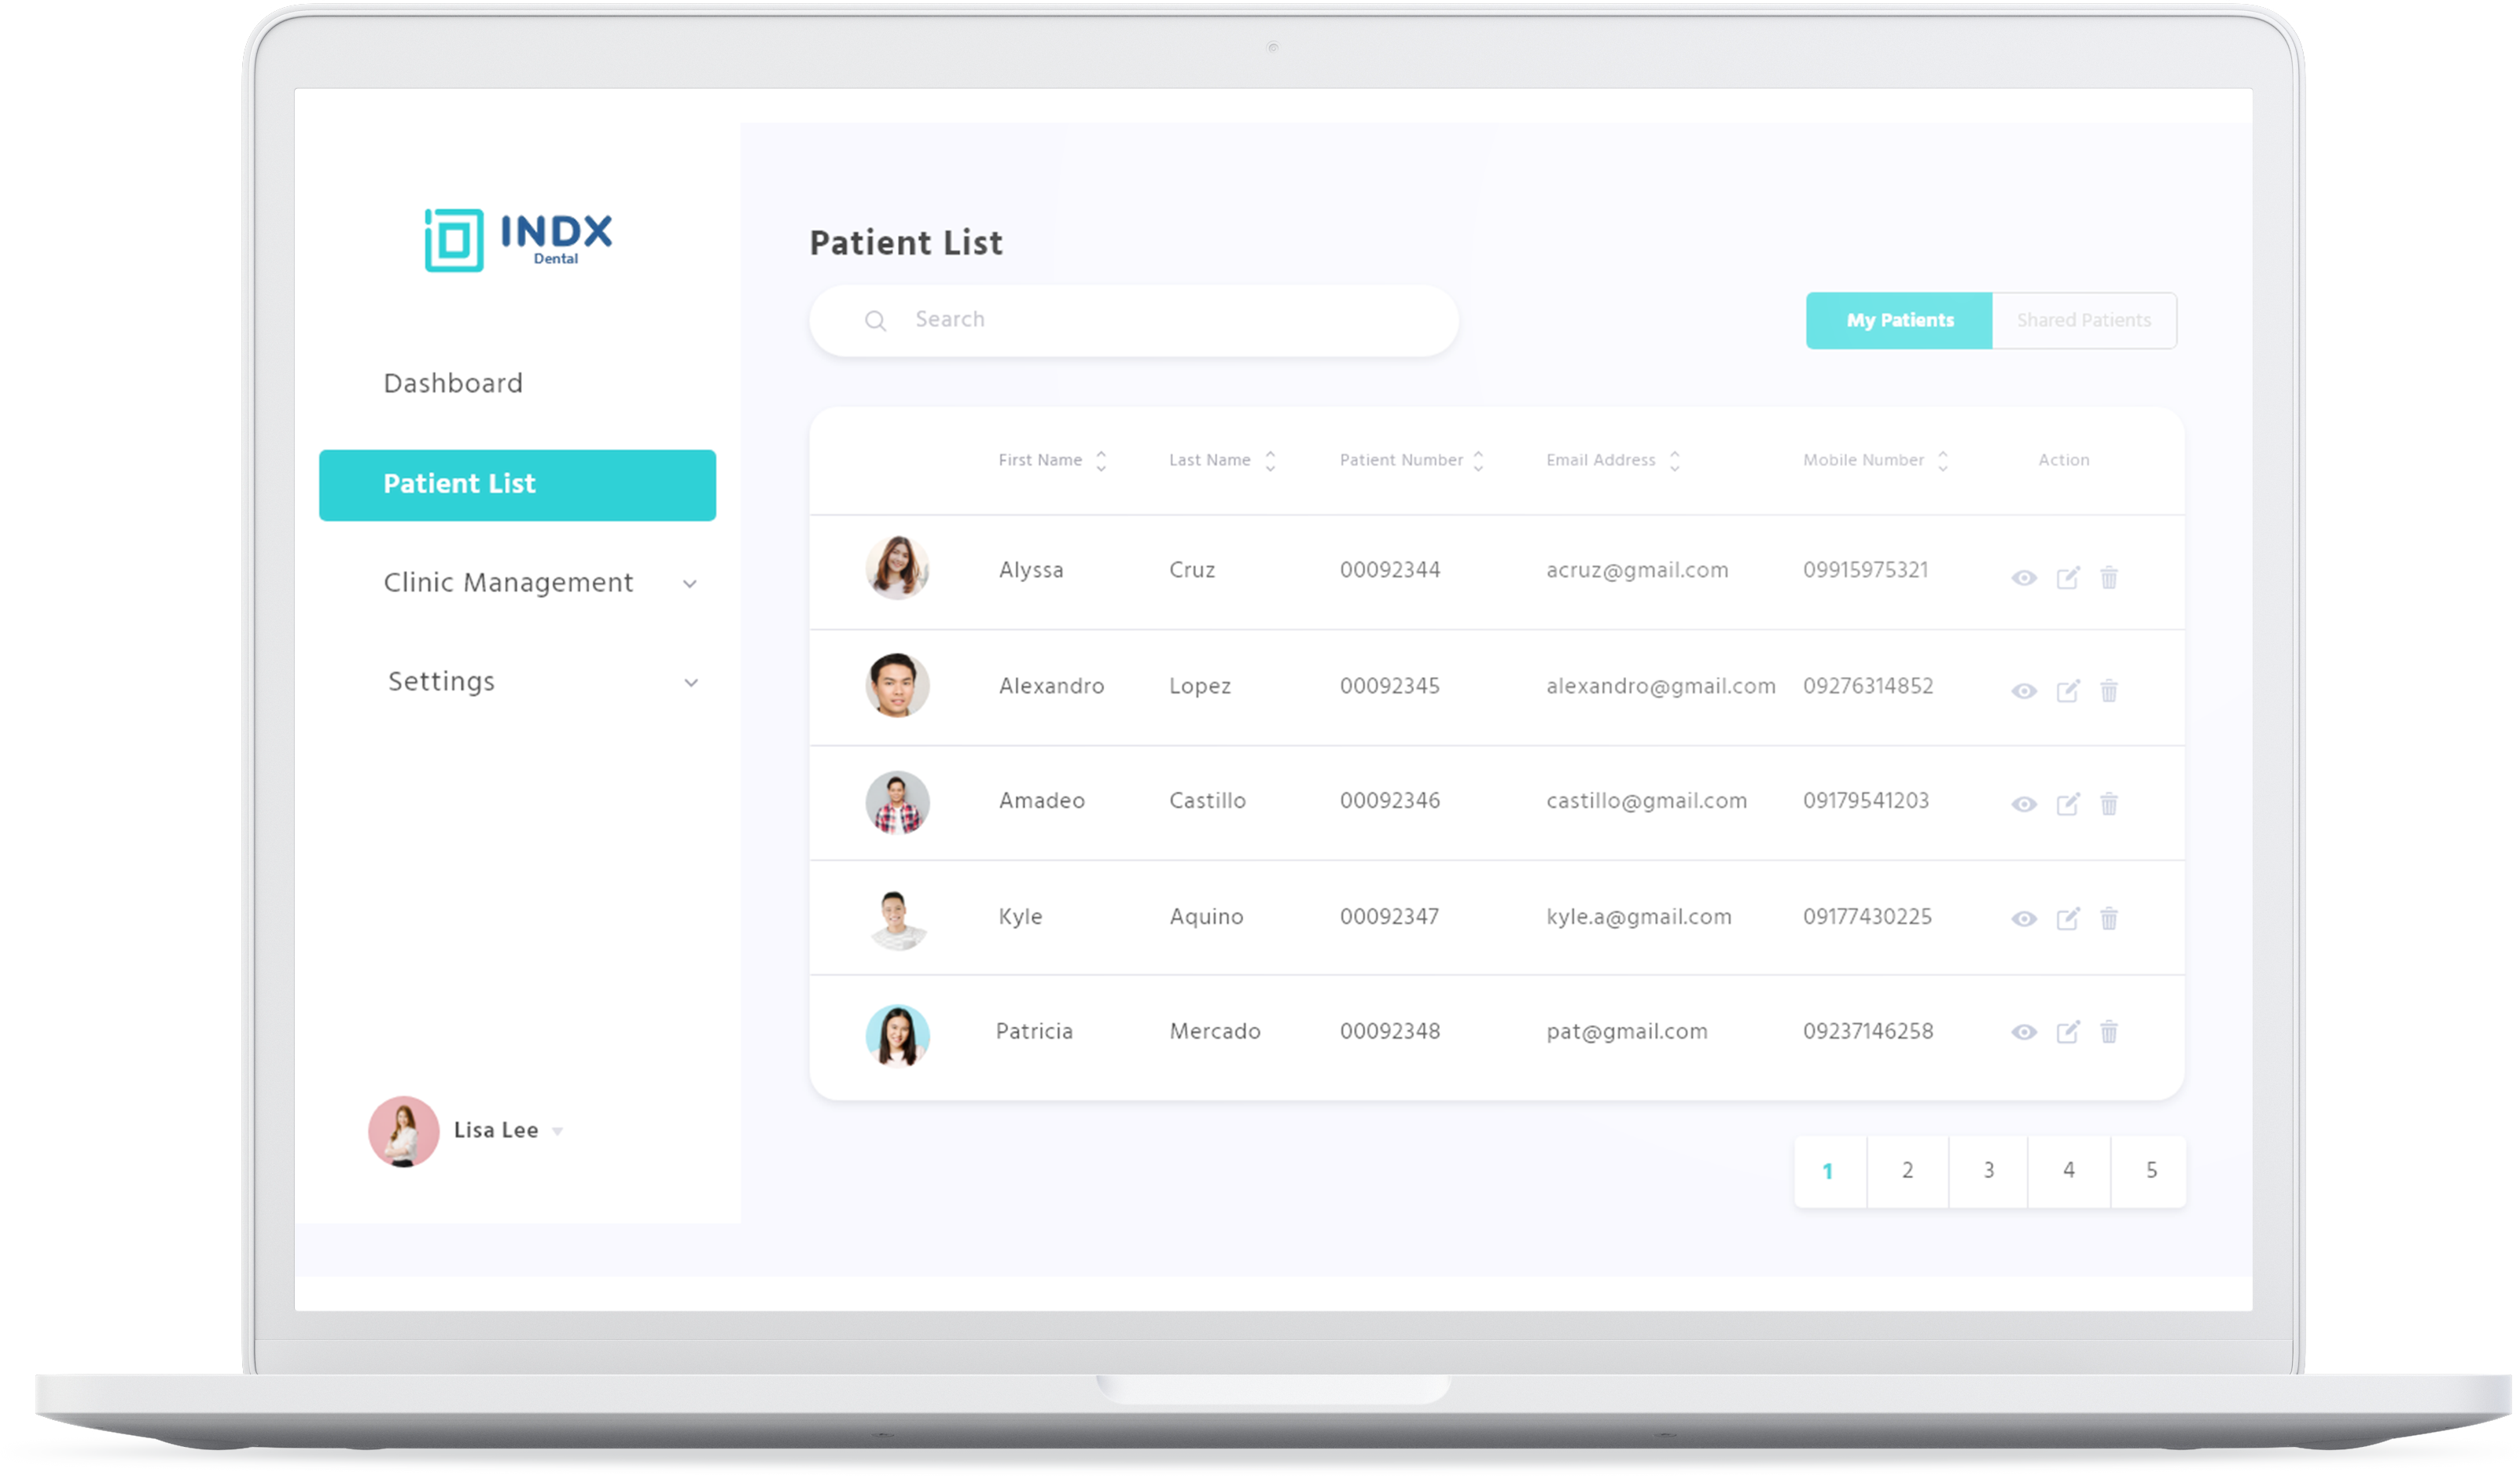 INDX
Dental
Dashboard
Patient List
Clinic Management
Settings
Lisa Lee
Patient List
Search
My Patients Shared Patients
First Name Last Name Patient Number Email Address Mobile Number Action
Alyssa Cruz 00092344 acruz@gmail.com 09915975321
Alexandro Lopez 00092345 alexandro@gmail.com 09276314852
Amadeo Castillo 00092346 castillo@gmail.com 09179541203
Kyle Aquino 00092347 kyle.a@gmail.com 09177430225
Patricia Mercado 00092348 pat@gmail.com 09237146258
1 2 3 4 5